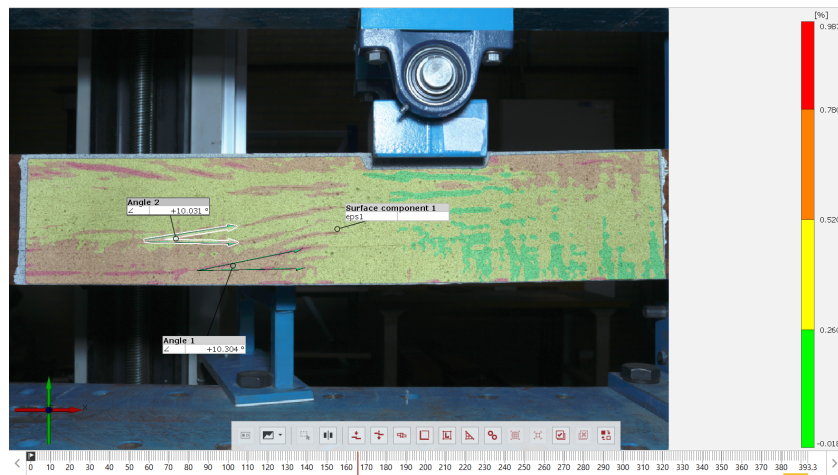 [%]
0.987
0.780
Angle 2
∠ +10.031 °
Surface component 1
eps1
0.520
0.260
Angle 1
∠ +10.304 °
-0.018
0 10 20 30 40 50 60 70 80 90 100 110 120 130 140 150 160 170 180 190 200 210 220 230 240 250 260 270 280 290 300 310 320 330 340 350 360 370 380 393.3